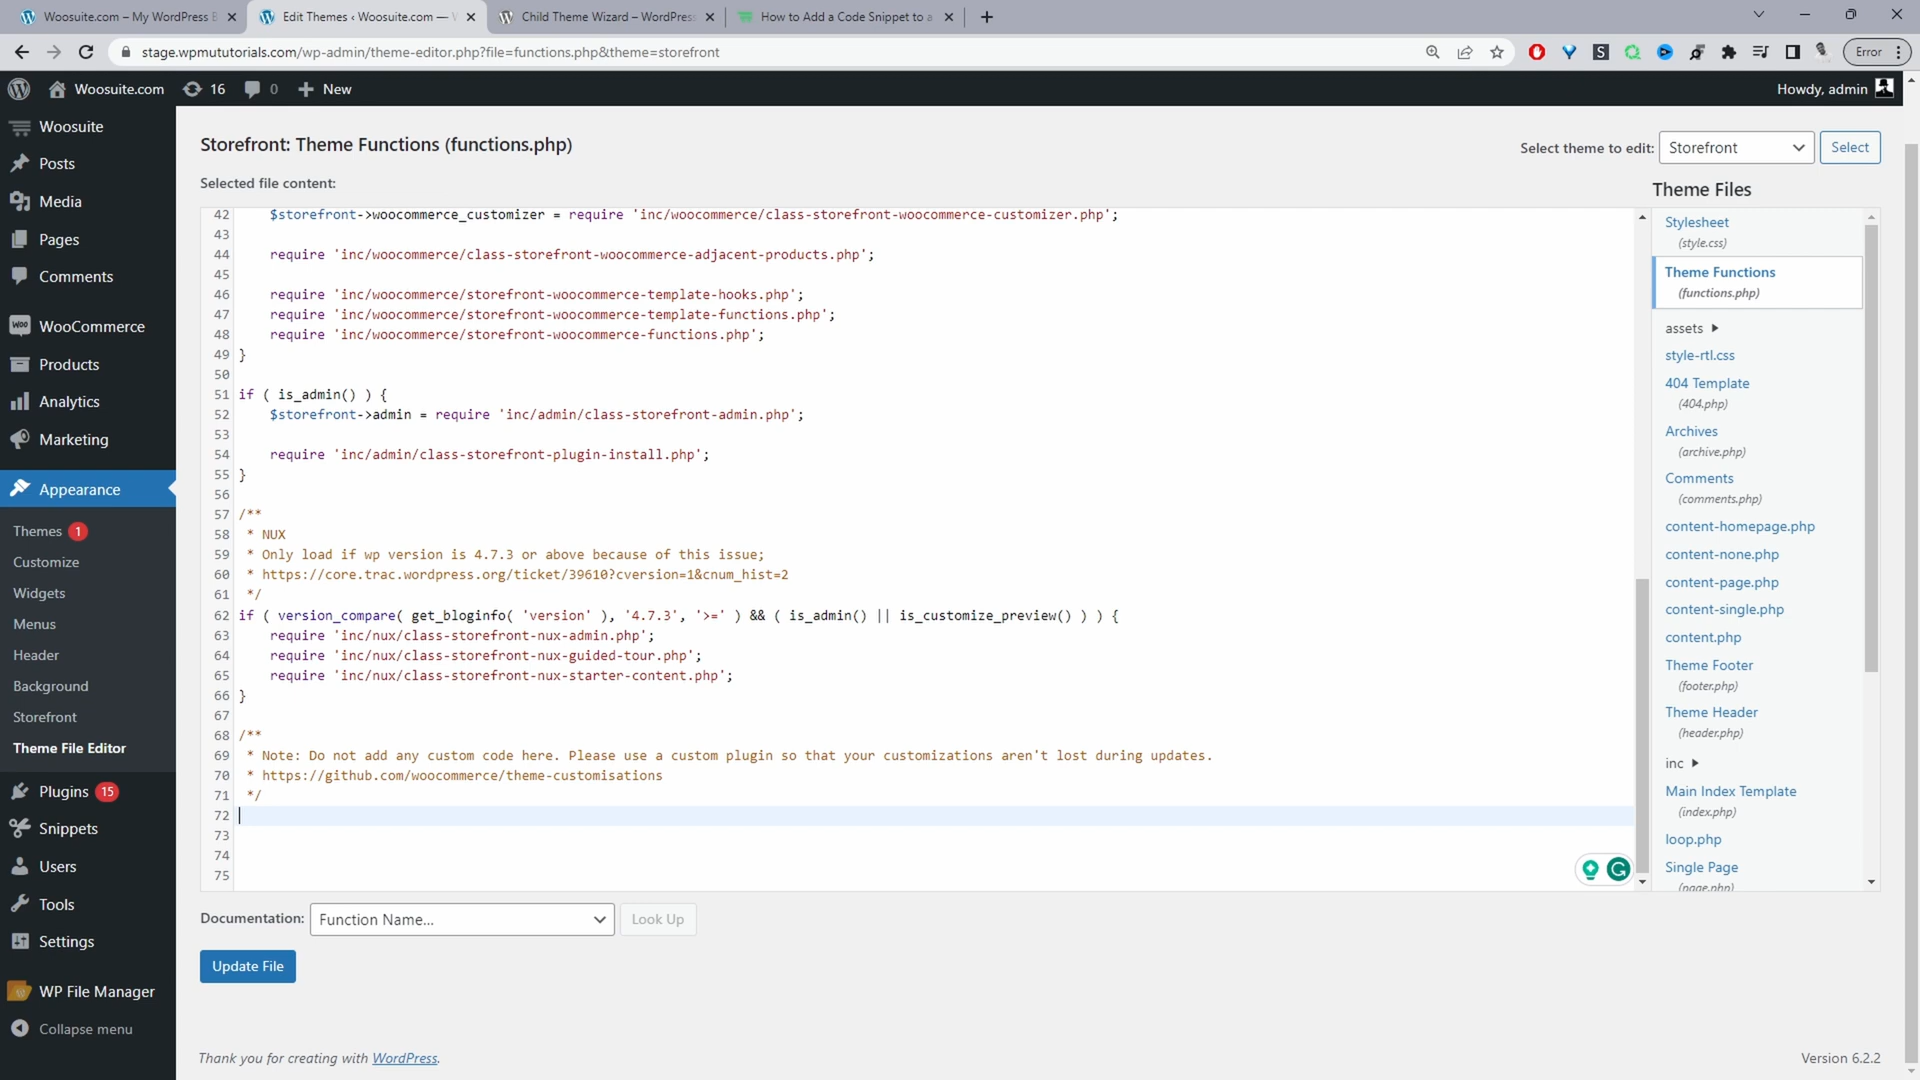 Woosuite.com – My WordPress B
Edit Themes ‹ Woosuite.com — W
Child Theme Wizard – WordPress
How to Add a Code Snippet to a
stage.wpmututorials.com/wp-admin/theme-editor.php?file=functions.php&theme=storefront
Error
Woosuite.com
16
0
New
Howdy, admin
Woosuite
Posts
Media
Pages
Comments
WooCommerce
Products
Analytics
Marketing
Appearance
Themes 1
Customize
Widgets
Menus
Header
Background
Storefront
Theme File Editor
Plugins 15
Snippets
Users
Tools
Settings
WP File Manager
Collapse menu
Storefront: Theme Functions (functions.php)
Select theme to edit: Storefront Select
Selected file content:
42 $storefront->woocommerce_customizer = require 'inc/woocommerce/class-storefront-woocommerce-customizer.php';
43
44 require 'inc/woocommerce/class-storefront-woocommerce-adjacent-products.php';
45
46 require 'inc/woocommerce/storefront-woocommerce-template-hooks.php';
47 require 'inc/woocommerce/storefront-woocommerce-template-functions.php';
48 require 'inc/woocommerce/storefront-woocommerce-functions.php';
49 }
50
51 if ( is_admin() ) {
52 $storefront->admin = require 'inc/admin/class-storefront-admin.php';
53
54 require 'inc/admin/class-storefront-plugin-install.php';
55 }
56
57 /**
58 * NUX
59 * Only load if wp version is 4.7.3 or above because of this issue;
60 * https://core.trac.wordpress.org/ticket/39610?cversion=1&cnum_hist=2
61 */
62 if ( version_compare( get_bloginfo( 'version' ), '4.7.3', '>=' ) && ( is_admin() || is_customize_preview() ) ) {
63 require 'inc/nux/class-storefront-nux-admin.php';
64 require 'inc/nux/class-storefront-nux-guided-tour.php';
65 require 'inc/nux/class-storefront-nux-starter-content.php';
66 }
67
68 /**
69 * Note: Do not add any custom code here. Please use a custom plugin so that your customizations aren't lost during updates.
70 * https://github.com/woocommerce/theme-customisations
71 */
72
73
74
75
Theme Files
Stylesheet
(style.css)
Theme Functions
(functions.php)
assets
style-rtl.css
404 Template
(404.php)
Archives
(archive.php)
Comments
(comments.php)
content-homepage.php
content-none.php
content-page.php
content-single.php
content.php
Theme Footer
(footer.php)
Theme Header
(header.php)
inc
Main Index Template
(index.php)
loop.php
Single Page
(page.php)
Documentation: Function Name... Look Up
Update File
Thank you for creating with WordPress.
Version 6.2.2